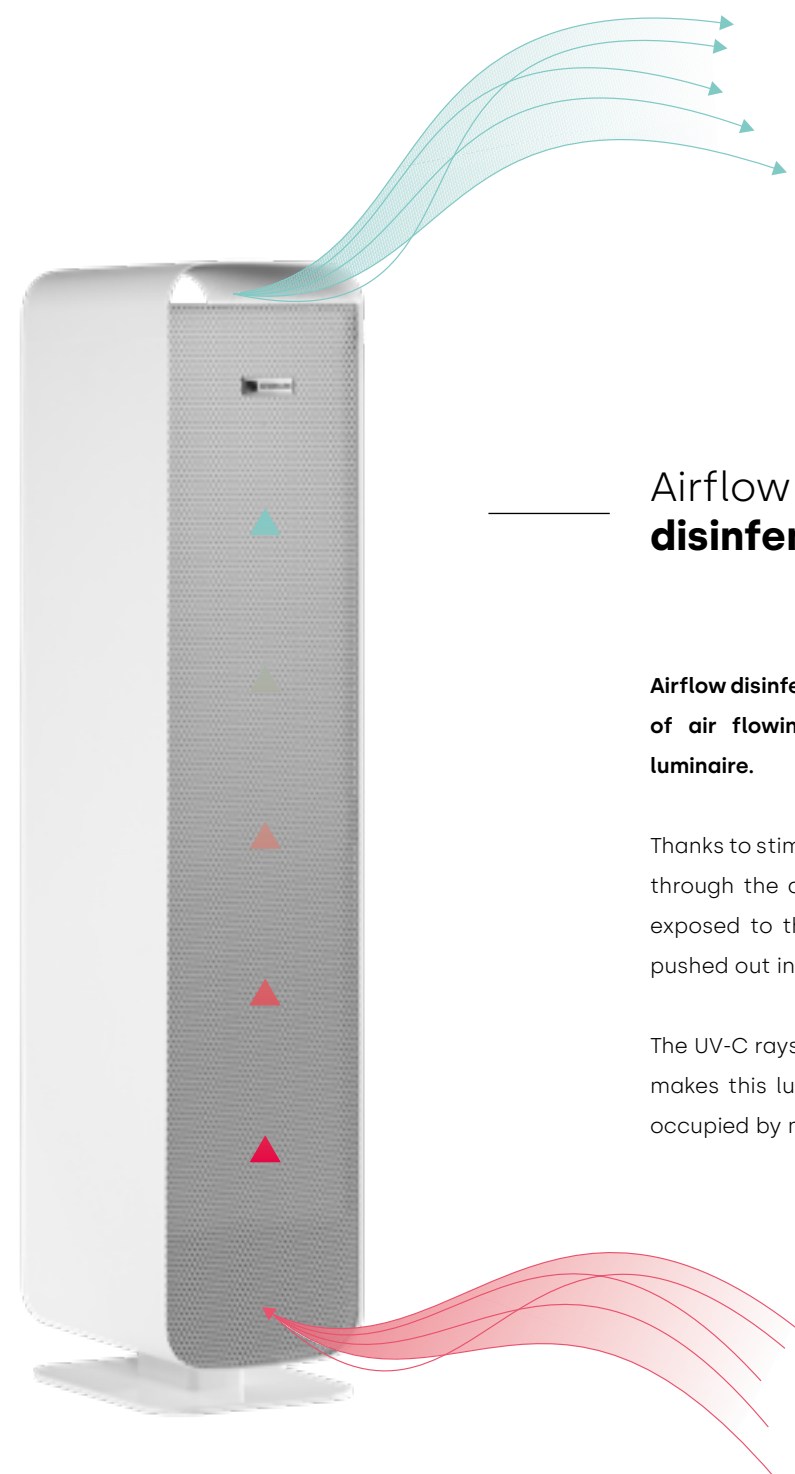 Airflow
disinfe
Airflow disinfe
of air flowin
luminaire.
Thanks to stim
through the
exposed to th
pushed out in
The UV-C rays
makes this lu
occupied by